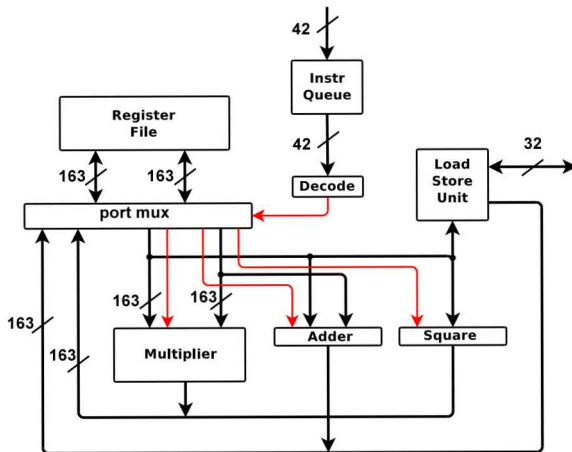 42
Instr
Queue
Register
File
42
163
163
Decode
Load
Store
Unit
32
port mux
163
163
163
163
Multiplier
Adder
Square